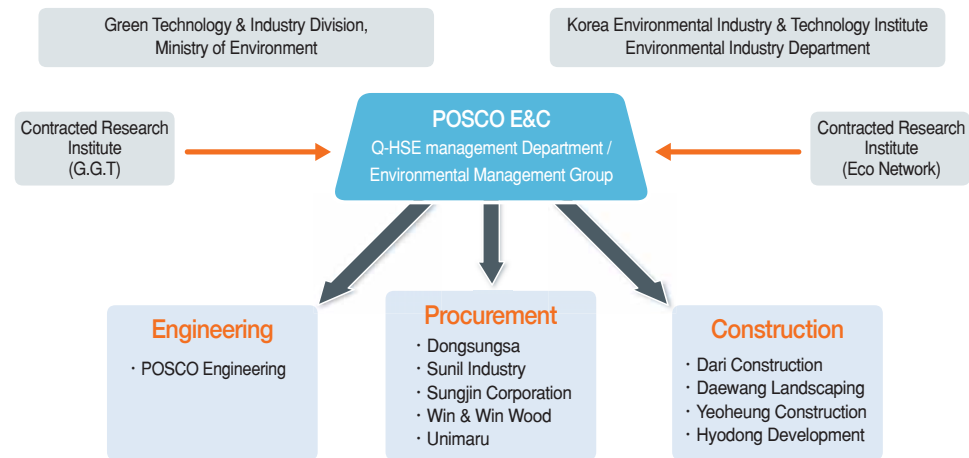 Green Technology & Industry Division,
Ministry of Environment
Korea Environmental Industry & Technology Institute
Environmental Industry Department
Contracted Research
Institute
(G.G.T)
POSCO E&C
Q-HSE management Department /
Environmental Management Group
Contracted Research
Institute
(Eco Network)
Engineering
· POSCO Engineering
Procurement
· Dongsungsa
· Sunil Industry
· Sungjin Corporation
· Win & Win Wood
· Unimaru
Construction
· Dari Construction
· Daewang Landscaping
· Yeoheung Construction
· Hyodong Development